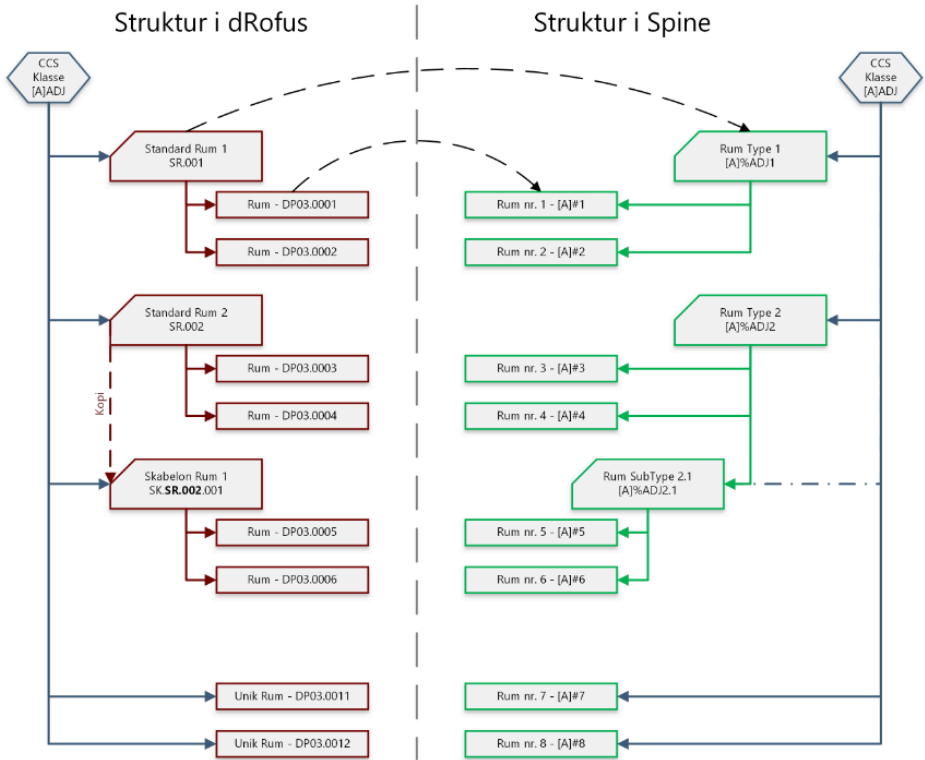 Struktur i dRofus
Struktur i Spine
CCS
Klasse
[A]ADJ
CCS
Klasse
[A]ADJ
Standard Rum 1
SR.001
Rum Type 1
[A]%ADJ1
Rum - DP03.0001
Rum nr. 1 - [A]#1
Rum - DP03.0002
Rum nr. 2 - [A]#2
Standard Rum 2
SR.002
Rum Type 2
[A]%ADJ2
Rum - DP03.0003
Rum nr. 3 - [A]#3
Kopi
Rum - DP03.0004
Rum nr. 4 - [A]#4
Skabelon Rum 1
SK.SR.002.001
Rum SubType 2.1
[A]%ADJ2.1
Rum - DP03.0005
Rum nr. 5 - [A]#5
Rum - DP03.0006
Rum nr. 6 - [A]#6
Unik Rum - DP03.0011
Rum nr. 7 - [A]#7
Unik Rum - DP03.0012
Rum nr. 8 - [A]#8